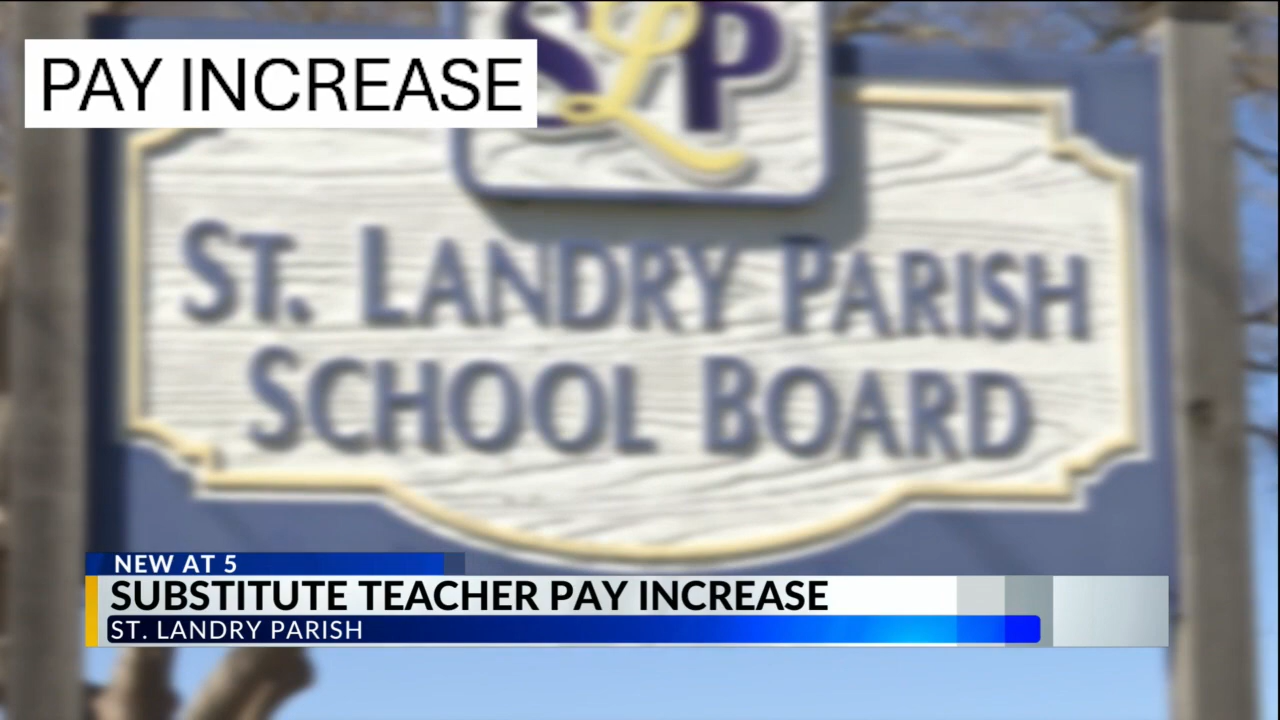 PAY INCREASE
SLP
ST. LANDRY PARISH
SCHOOL BOARD
NEW AT 5
SUBSTITUTE TEACHER PAY INCREASE
ST. LANDRY PARISH